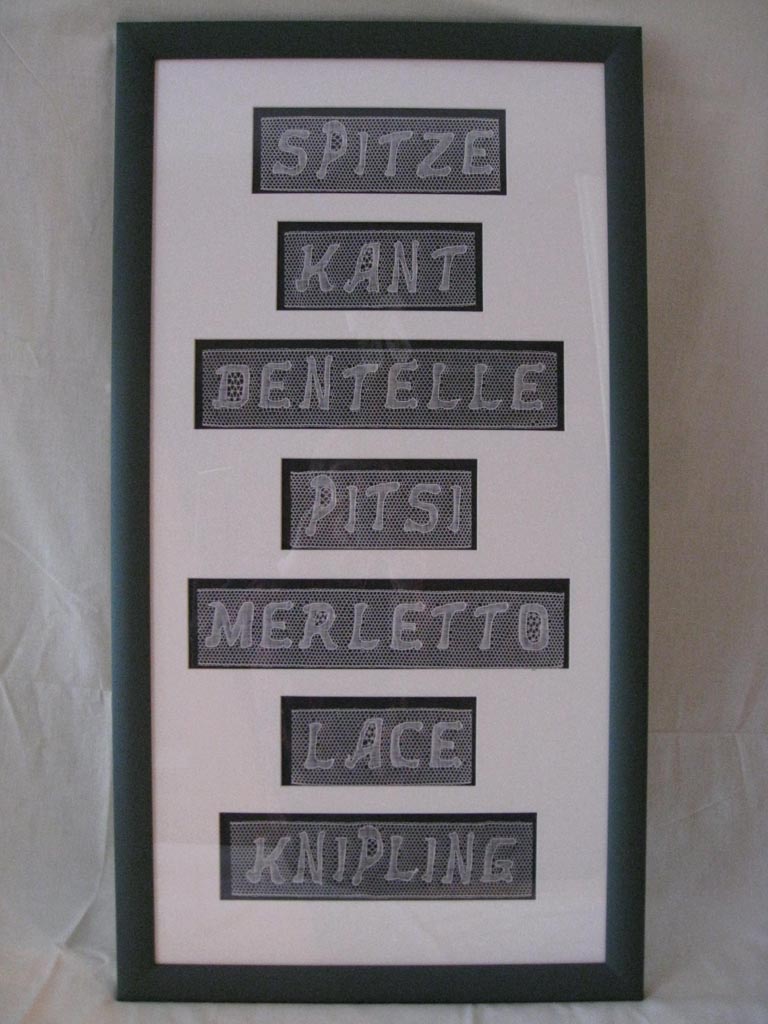 SPITZE
KANT
DENTELLE
PITSI
MERLETTO
LACE
KNIPLING